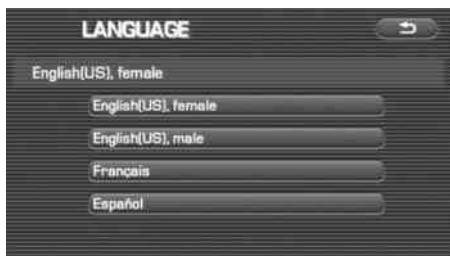 LANGUAGE
English(US), female
English(US), female
English(US), male
Français
Español